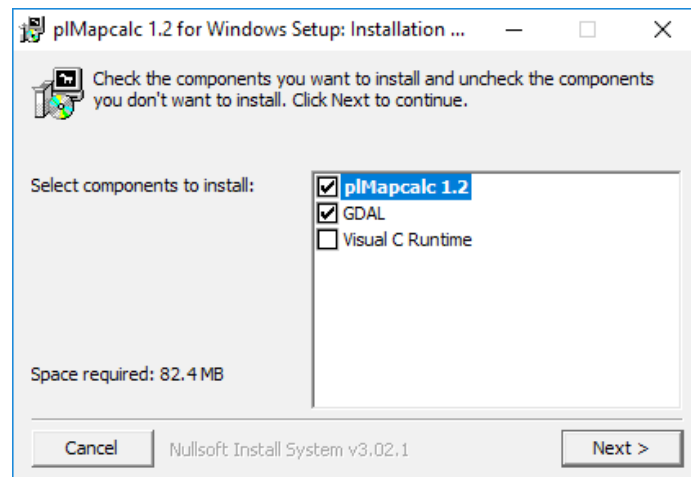 plMapcalc 1.2 for Windows Setup: Installation ...
Check the components you want to install and uncheck the components
you don't want to install. Click Next to continue.
Select components to install:
plMapcalc 1.2
GDAL
Visual C Runtime
Space required: 82.4 MB
Cancel
Nullsoft Install System v3.02.1
Next >